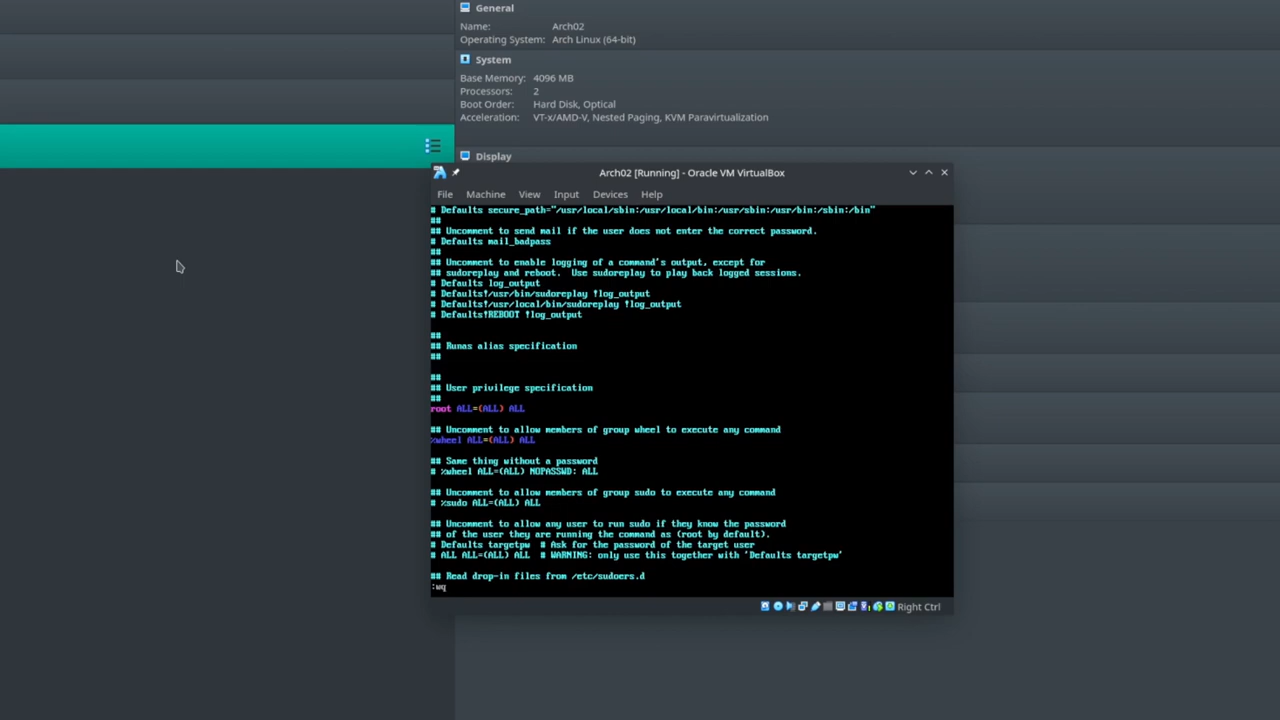 General
Name: Arch02
Operating System: Arch Linux (64-bit)
System
Base Memory: 4096 MB
Processors: 2
Boot Order: Hard Disk, Optical
Acceleration: VT-x/AMD-V, Nested Paging, KVM Paravirtualization
Display
Arch02 [Running] - Oracle VM VirtualBox
File Machine View Input Devices Help
# Defaults secure_path="/usr/local/sbin:/usr/local/bin:/usr/sbin:/usr/bin:/sbin:/bin"
##
## Uncomment to send mail if the user does not enter the correct password.
# Defaults mail_badpass
##
## Uncomment to enable logging of a command's output, except for
## sudoreplay and reboot.  Use sudoreplay to play back logged sessions.
# Defaults log_output
# Defaults!/usr/bin/sudoreplay !log_output
# Defaults!/usr/local/bin/sudoreplay !log_output
# Defaults!REBOOT !log_output
##
## Runas alias specification
##
##
## User privilege specification
##
root ALL=(ALL) ALL
## Uncomment to allow members of group wheel to execute any command
%wheel ALL=(ALL) ALL
## Same thing without a password
# %wheel ALL=(ALL) NOPASSWD: ALL
## Uncomment to allow members of group sudo to execute any command
# %sudo ALL=(ALL) ALL
## Uncomment to allow any user to run sudo if they know the password
## of the user they are running the command as (root by default).
# Defaults targetpw  # Ask for the password of the target user
# ALL ALL=(ALL) ALL  # WARNING: only use this together with 'Defaults targetpw'
## Read drop-in files from /etc/sudoers.d
:wq
Right Ctrl